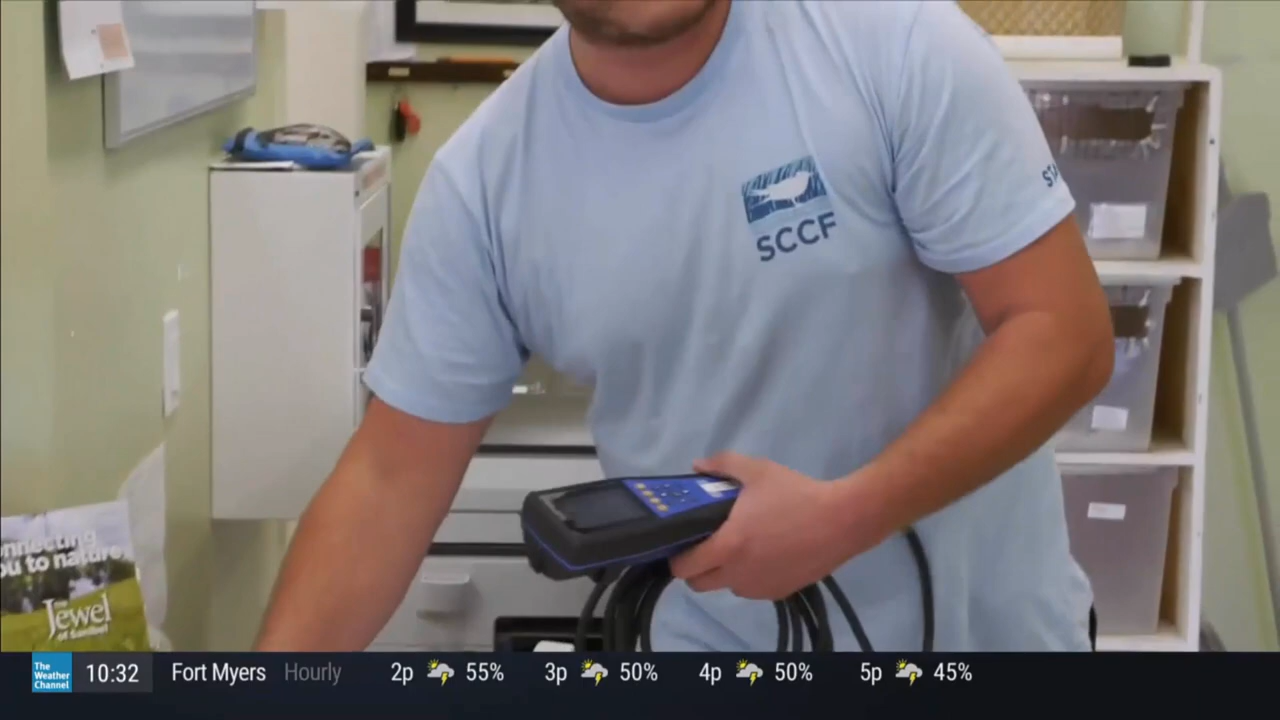 SCCF
ST
onnecting
ou to nature
The
Jewel
of Sanibel
The
Weather
Channel
10:32
Fort Myers Hourly 2p 55% 3p 50% 4p 50% 5p 45%